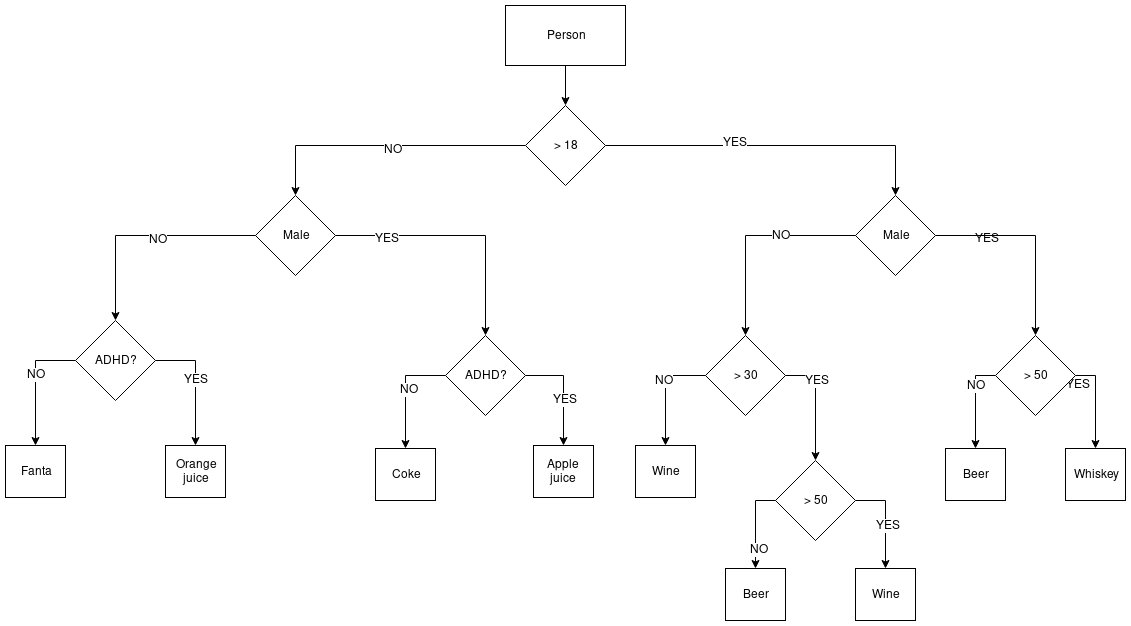 Person
> 18
NO
YES
Male
Male
NO
YES
NO
YES
ADHD?
ADHD?
> 30
> 50
NO
YES
NO
YES
NO
YES
NO
YES
Fanta
Orange
juice
Coke
Apple
juice
Wine
Beer
Whiskey
> 50
NO
YES
Beer
Wine